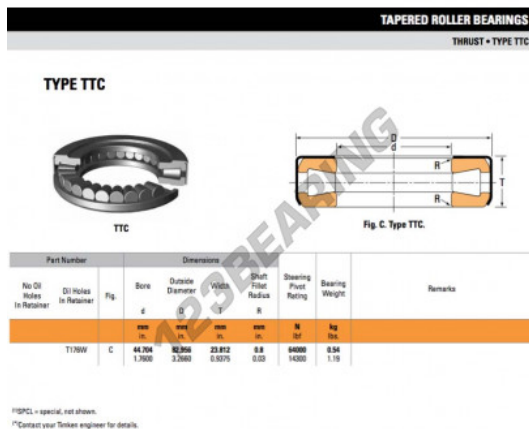 TAPERED ROLLER BEARINGS
THRUST • TYPE TTC
TYPE TTC
D
d
R
T
R
TTC
Fig. C. Type TTC.
123BEARING
Part Number Dimensions
No Oil Holes In Retainer Oil Holes In Retainer Fig. Bore Outside Diameter Width Shaft Fillet Radius Steering Pivot Rating Bearing Weight Remarks
d D T R
mm mm mm mm N kg
in. in. in. in. lbf lbs.
T176W C 44.704 82.956 23.812 0.8 64000 0.54
1.7600 3.2660 0.9375 0.03 14300 1.19
(1)SPCL = special, not shown.
(*)Contact your Timken engineer for details.